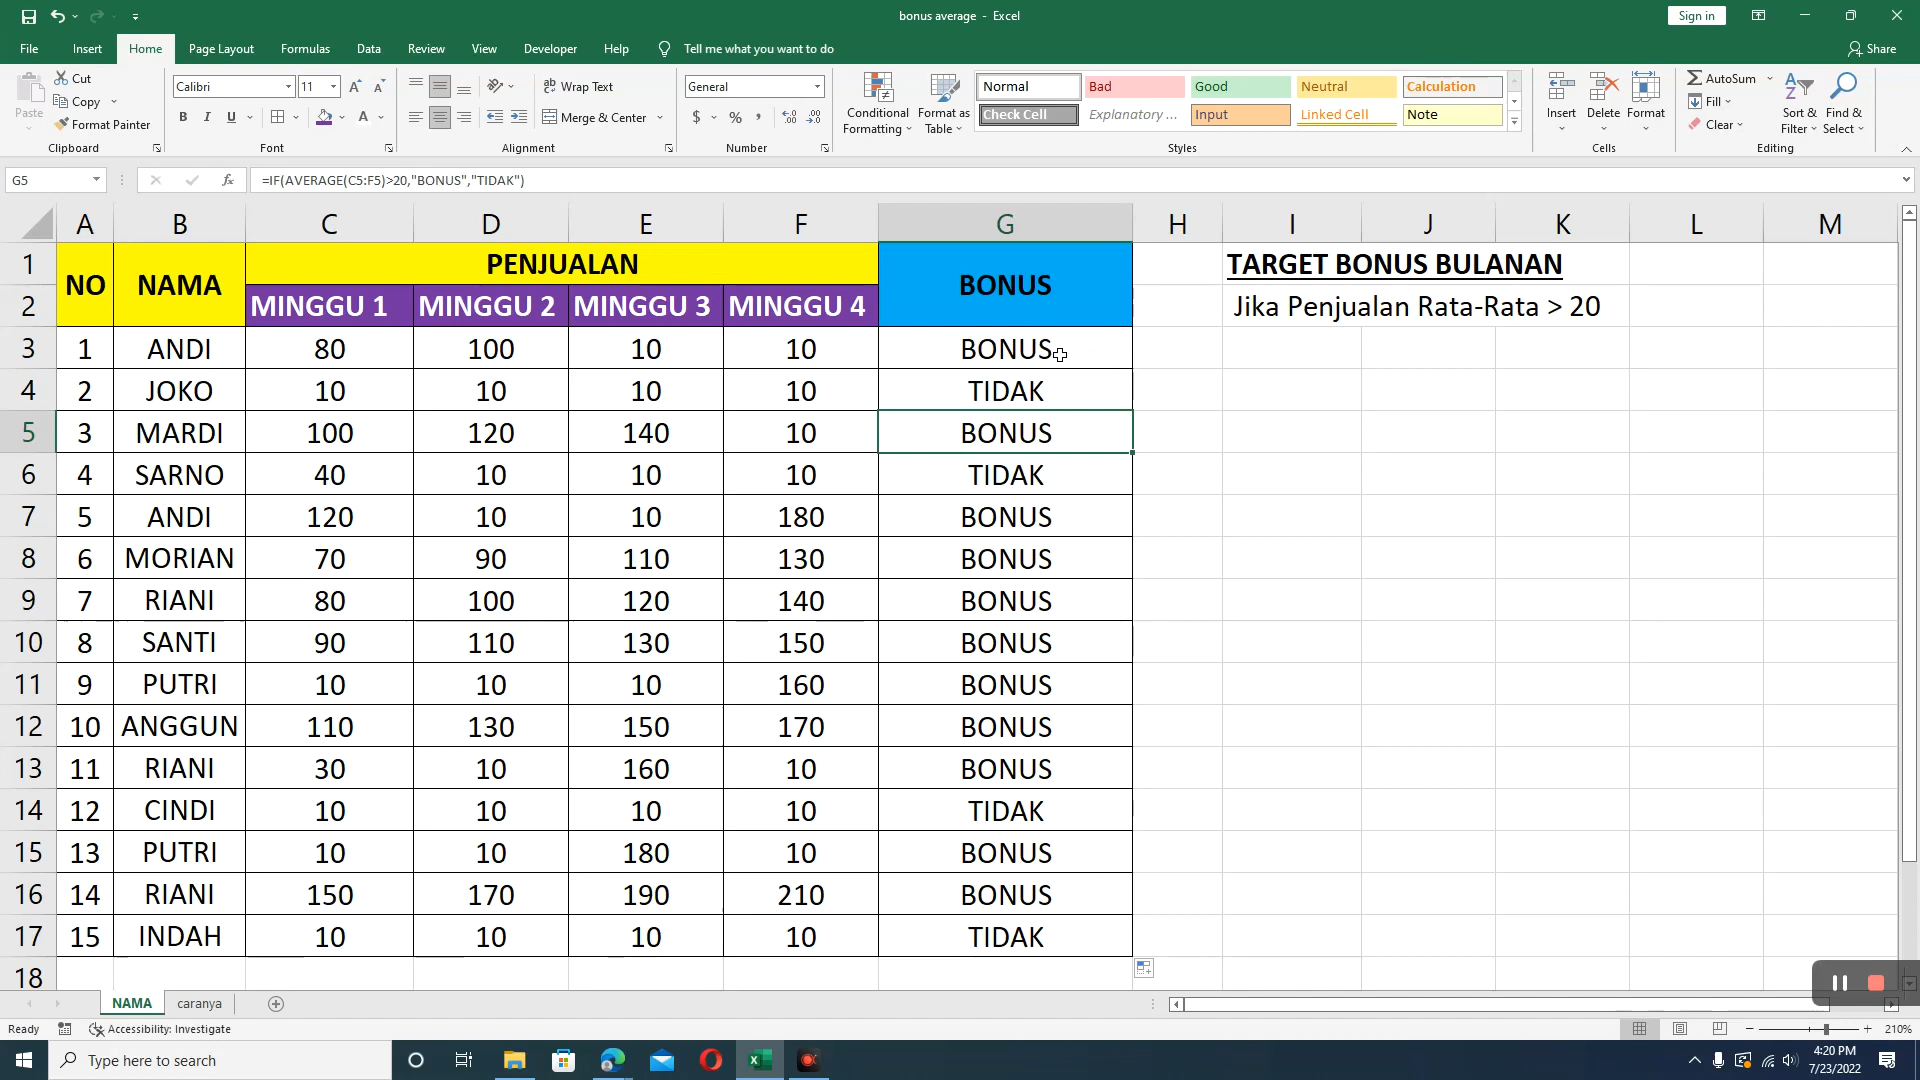 bonus average - Excel
Sign in
File Insert Home Page Layout Formulas Data Review View Developer Help Tell me what you want to do Share
Paste Cut Copy Format Painter Clipboard
Calibri 11 A A B I U A Font
Wrap Text Merge & Center Alignment
General $ % , Number
Conditional Formatting Format as Table
Normal Bad Good Neutral Calculation
Check Cell Explanatory ... Input Linked Cell Note
Styles
Insert Delete Format Cells
AutoSum Fill Clear Sort & Filter Find & Select Editing
G5 fx =IF(AVERAGE(C5:F5)>20,"BONUS","TIDAK")
A B C D E F G H I J K L M
1 NO NAMA PENJUALAN BONUS TARGET BONUS BULANAN
2 MINGGU 1 MINGGU 2 MINGGU 3 MINGGU 4 Jika Penjualan Rata-Rata > 20
3 1 ANDI 80 100 10 10 BONUS
4 2 JOKO 10 10 10 10 TIDAK
5 3 MARDI 100 120 140 10 BONUS
6 4 SARNO 40 10 10 10 TIDAK
7 5 ANDI 120 10 10 180 BONUS
8 6 MORIAN 70 90 110 130 BONUS
9 7 RIANI 80 100 120 140 BONUS
10 8 SANTI 90 110 130 150 BONUS
11 9 PUTRI 10 10 10 160 BONUS
12 10 ANGGUN 110 130 150 170 BONUS
13 11 RIANI 30 10 160 10 BONUS
14 12 CINDI 10 10 10 10 TIDAK
15 13 PUTRI 10 10 180 10 BONUS
16 14 RIANI 150 170 190 210 BONUS
17 15 INDAH 10 10 10 10 TIDAK
18
NAMA caranya
Ready Accessibility: Investigate 210%
Type here to search
4:20 PM
7/23/2022